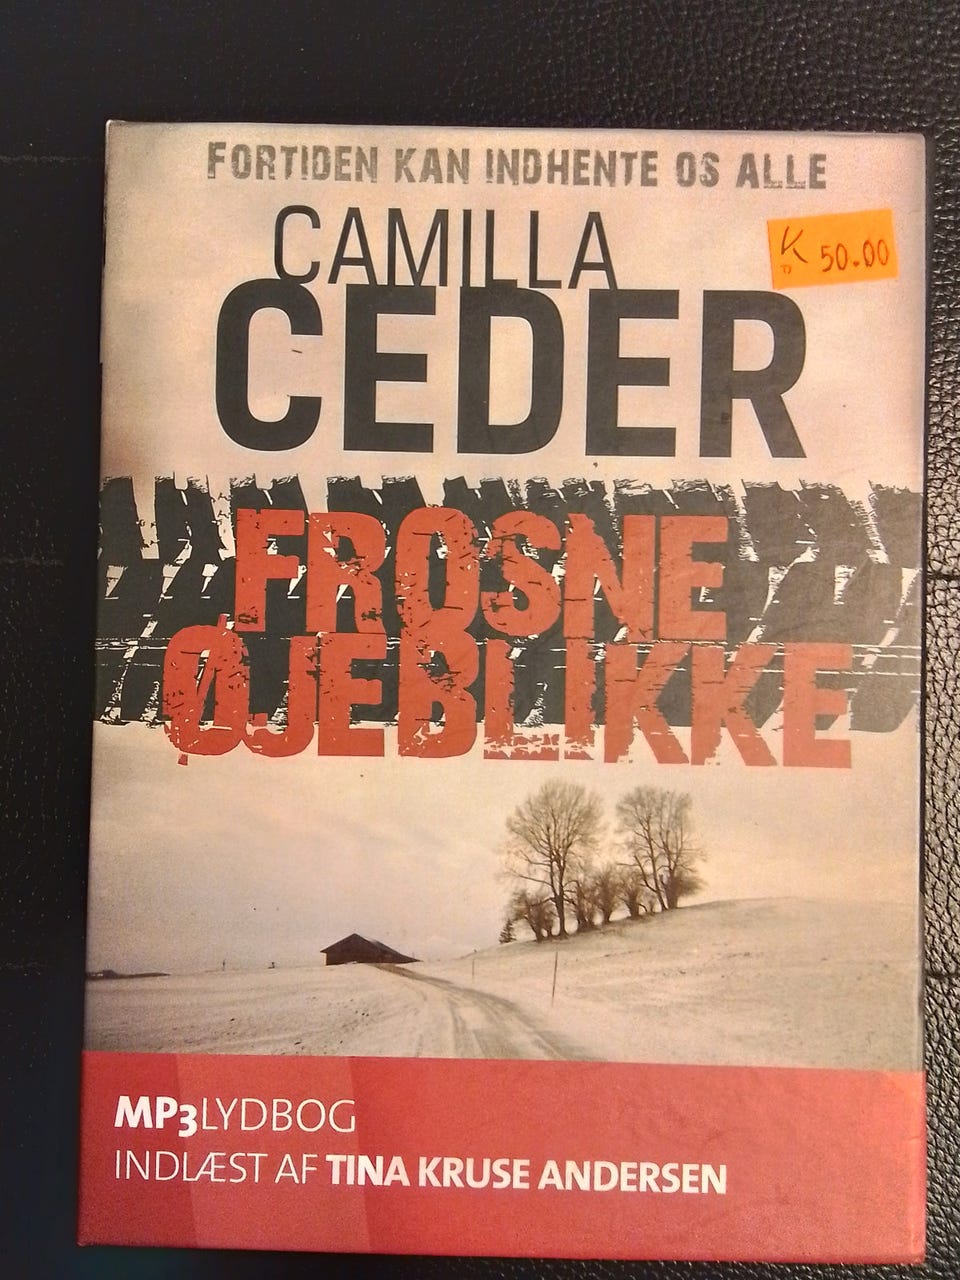 FORTIDEN KAN INDHENTE OS ALLE
CAMILLA
CEDER
K 50.00
FROSNE
ØJEBLIKKE
MP3LYDBOG
INDLÆST AF TINA KRUSE ANDERSEN